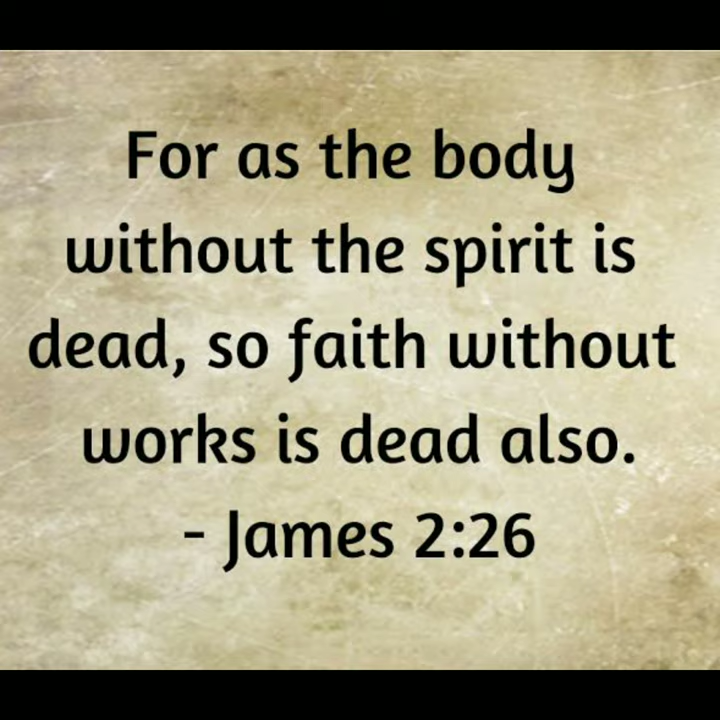 For as the body
without the spirit is
dead, so faith without
works is dead also.
- James 2:26